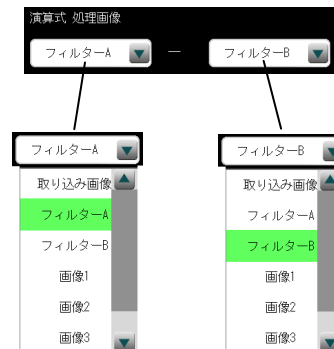 演算式 処理画像
フィルターA － フィルターB
フィルターA
取り込み画像
フィルターA
フィルターB
画像1
画像2
画像3
フィルターB
取り込み画像
フィルターA
フィルターB
画像1
画像2
画像3